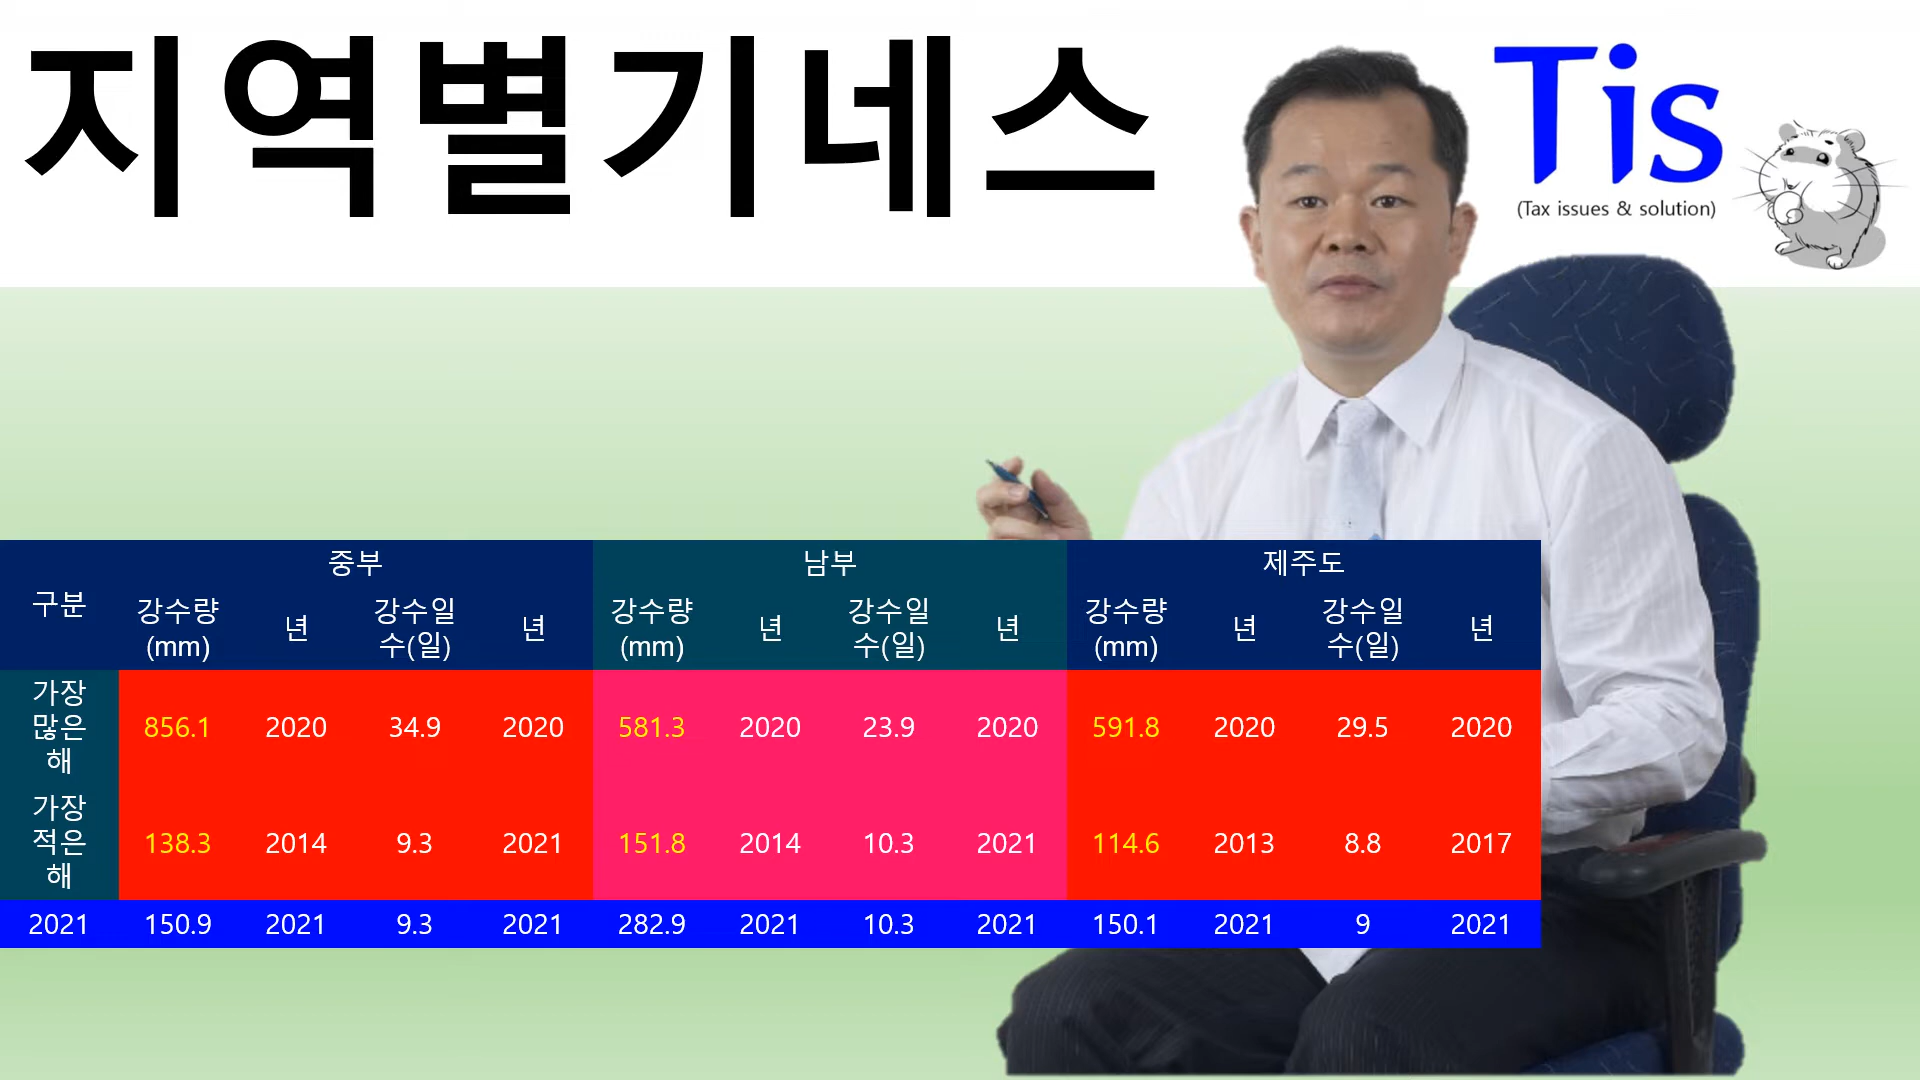 지역별기네스
Tis
(Tax issues & solution)
구분 중부 남부 제주도
강수량(mm) 년 강수일수(일) 년 강수량(mm) 년 강수일수(일) 년 강수량(mm) 년 강수일수(일) 년
가장 많은 해 856.1 2020 34.9 2020 581.3 2020 23.9 2020 591.8 2020 29.5 2020
가장 적은 해 138.3 2014 9.3 2021 151.8 2014 10.3 2021 114.6 2013 8.8 2017
2021 150.9 2021 9.3 2021 282.9 2021 10.3 2021 150.1 2021 9 2021